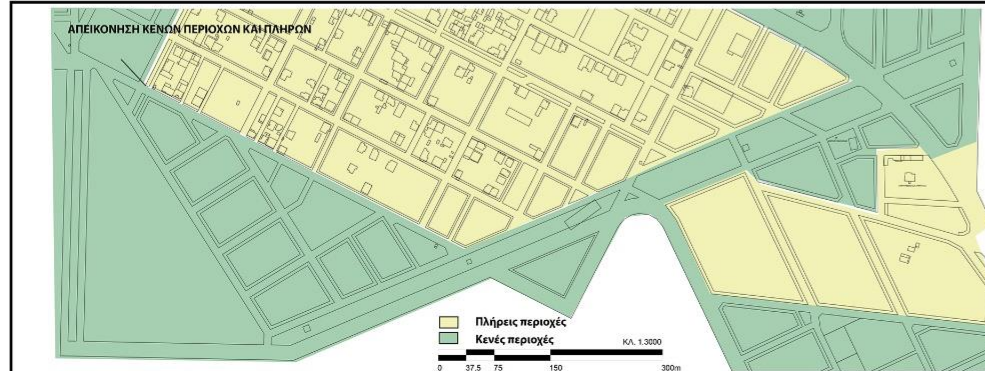 ΑΠΕΙΚΟΝΗΣΗ ΚΕΝΩΝ ΠΕΡΙΟΧΩΝ ΚΑΙ ΠΛΗΡΩΝ
Πλήρεις περιοχές
Κενές περιοχές
ΚΛ. 1:3000
0 37.5 75 150 300m